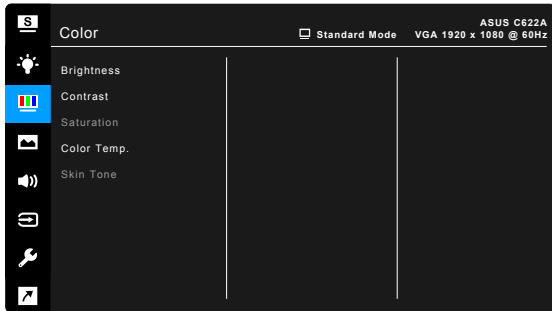 S
ASUS C622A
Color
Standard Mode
VGA 1920 x 1080 @ 60Hz
Brightness
Contrast
Saturation
Color Temp.
Skin Tone